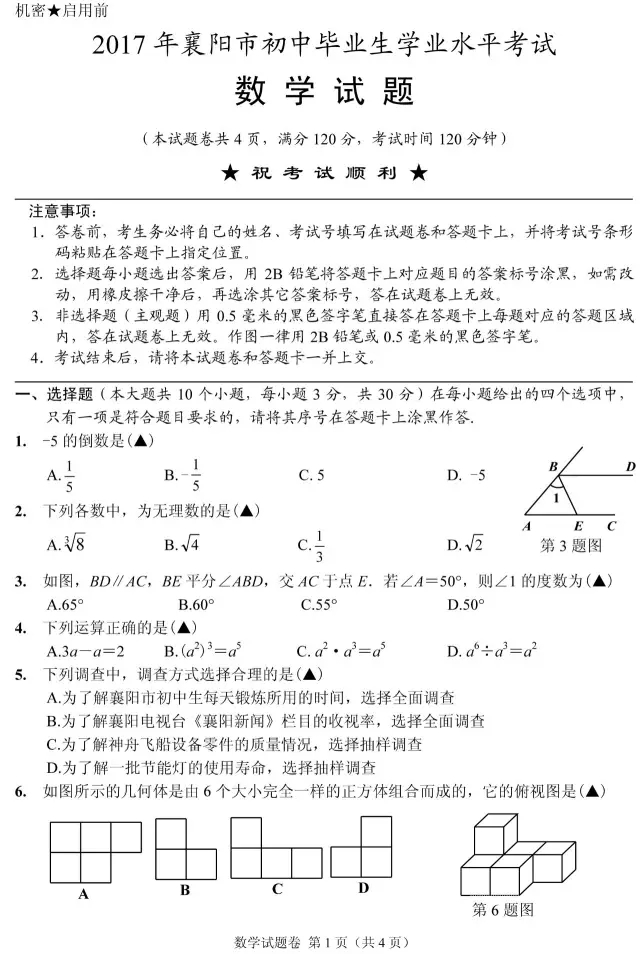 机密★启用前
2017 年襄阳市初中毕业生学业水平考试
数 学 试 题
（本试题卷共 4 页，满分 120 分，考试时间 120 分钟）
★ 祝 考 试 顺 利 ★
注意事项：
1．答卷前，考生务必将自己的姓名、考试号填写在试题卷和答题卡上，并将考试号条形
码粘贴在答题卡上指定位置。
2．选择题每小题选出答案后，用 2B 铅笔将答题卡上对应题目的答案标号涂黑，如需改
动，用橡皮擦干净后，再选涂其它答案标号，答在试题卷上无效。
3．非选择题（主观题）用 0.5 毫米的黑色签字笔直接答在答题卡上每题对应的答题区域
内，答在试题卷上无效。作图一律用 2B 铅笔或 0.5 毫米的黑色签字笔。
4．考试结束后，请将本试题卷和答题卡一并上交。
一、选择题（本大题共 10 个小题，每小题 3 分，共 30 分）在每小题给出的四个选项中，
只有一项是符合题目要求的，请将其序号在答题卡上涂黑作答.
1. -5 的倒数是(▲)
A. 1/5 B. -1/5 C. 5 D. -5
2. 下列各数中，为无理数的是(▲)
A. ∛8 B. √4 C. 1/3 D. √2
B D
1
A E C
第 3 题图
3. 如图，BD∥AC，BE 平分∠ABD，交 AC 于点 E．若∠A＝50°，则∠1 的度数为(▲)
A.65° B.60° C.55° D.50°
4. 下列运算正确的是(▲)
A.3a－a＝2 B.(a²)³＝a⁵ C. a²·a³＝a⁵ D. a⁶÷a³＝a²
5. 下列调查中，调查方式选择合理的是(▲)
A.为了解襄阳市初中生每天锻炼所用的时间，选择全面调查
B.为了解襄阳电视台《襄阳新闻》栏目的收视率，选择全面调查
C.为了解神舟飞船设备零件的质量情况，选择抽样调查
D.为了解一批节能灯的使用寿命，选择抽样调查
6. 如图所示的几何体是由 6 个大小完全一样的正方体组合而成的，它的俯视图是(▲)
A B C D
第 6 题图
数学试题卷 第 1 页（共 4 页）